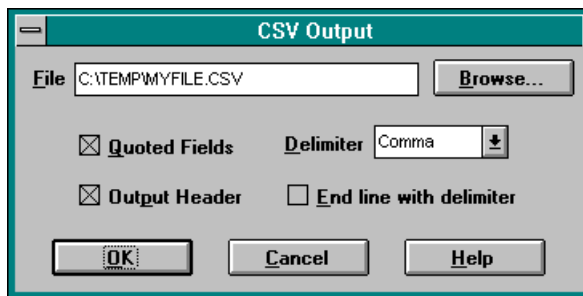 CSV Output
File C:\TEMP\MYFILE.CSV Browse...
Quoted Fields Delimiter Comma
Output Header End line with delimiter
OK Cancel Help